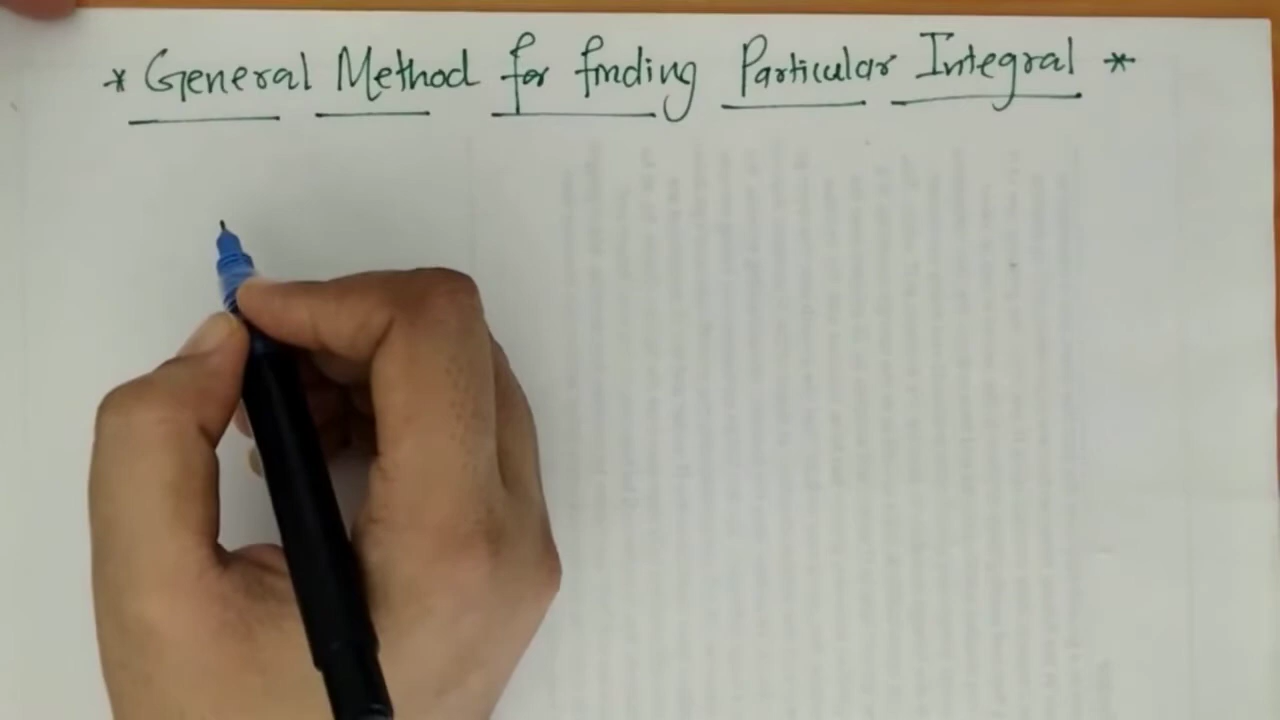 * General Method for finding Particular Integral *